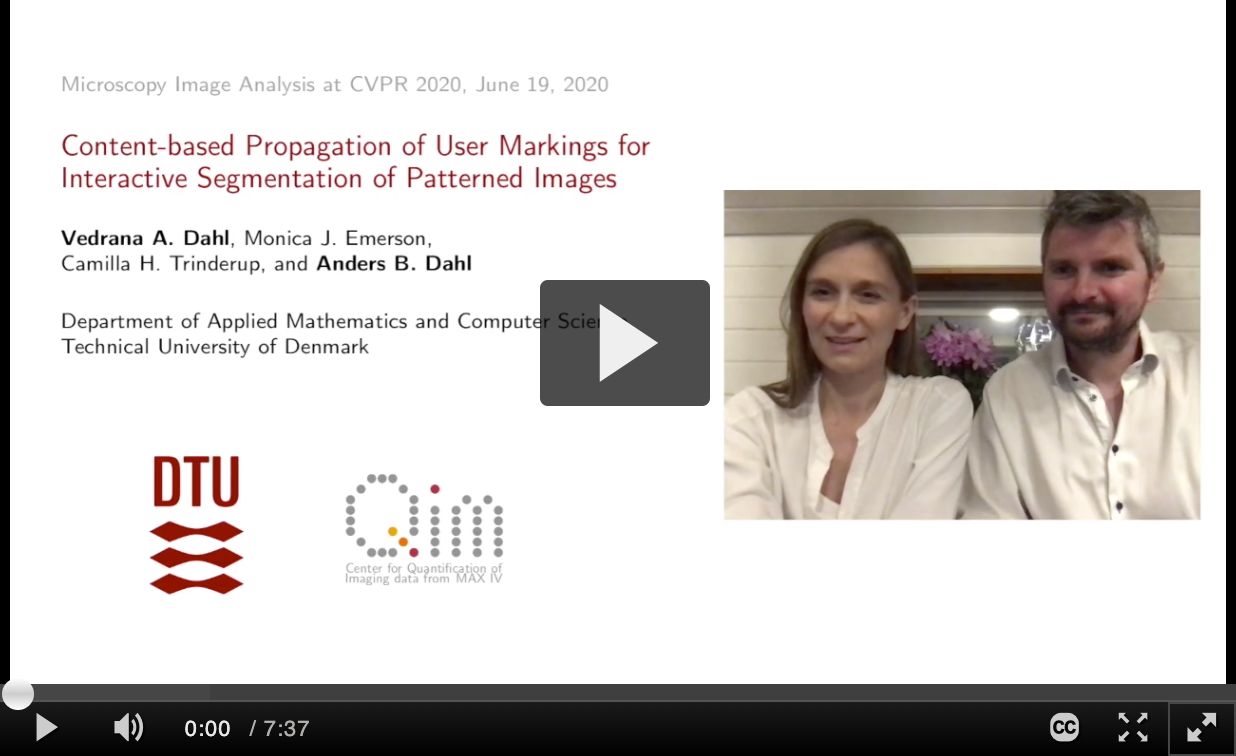 Microscopy Image Analysis at CVPR 2020, June 19, 2020
Content-based Propagation of User Markings for
Interactive Segmentation of Patterned Images
Vedrana A. Dahl, Monica J. Emerson,
Camilla H. Trinderup, and Anders B. Dahl
Department of Applied Mathematics and Computer Science
Technical University of Denmark
DTU
Qim
Center for Quantification of
Imaging data from MAX IV
0:00 / 7:37
CC